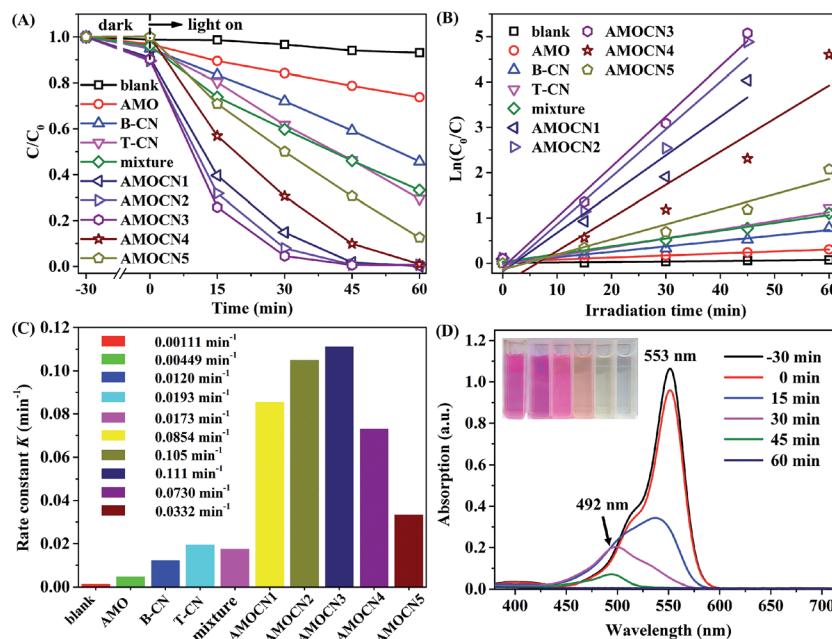 (A)
dark
light on
1.0
0.8
0.6
0.4
0.2
0.0
C/C0
blank
AMO
B-CN
T-CN
mixture
AMOCN1
AMOCN2
AMOCN3
AMOCN4
AMOCN5
-30
0
15
30
45
60
Time (min)
(B)
5
4
3
2
1
0
Ln(C0/C)
blank
AMO
B-CN
T-CN
mixture
AMOCN1
AMOCN2
AMOCN3
AMOCN4
AMOCN5
0
10
20
30
40
50
60
Irradiation time (min)
(C)
0.12
0.10
0.08
0.06
0.04
0.02
0.00
Rate constant K (min-1)
0.00111 min-1
0.00449 min-1
0.0120 min-1
0.0193 min-1
0.0173 min-1
0.0854 min-1
0.105 min-1
0.111 min-1
0.0730 min-1
0.0332 min-1
blank
AMO
B-CN
T-CN
mixture
AMOCN1
AMOCN2
AMOCN3
AMOCN4
AMOCN5
(D)
1.2
1.0
0.8
0.6
0.4
0.2
0.0
Absorption (a.u.)
553 nm
492 nm
-30 min
0 min
15 min
30 min
45 min
60 min
400
450
500
550
600
650
700
Wavelength (nm)